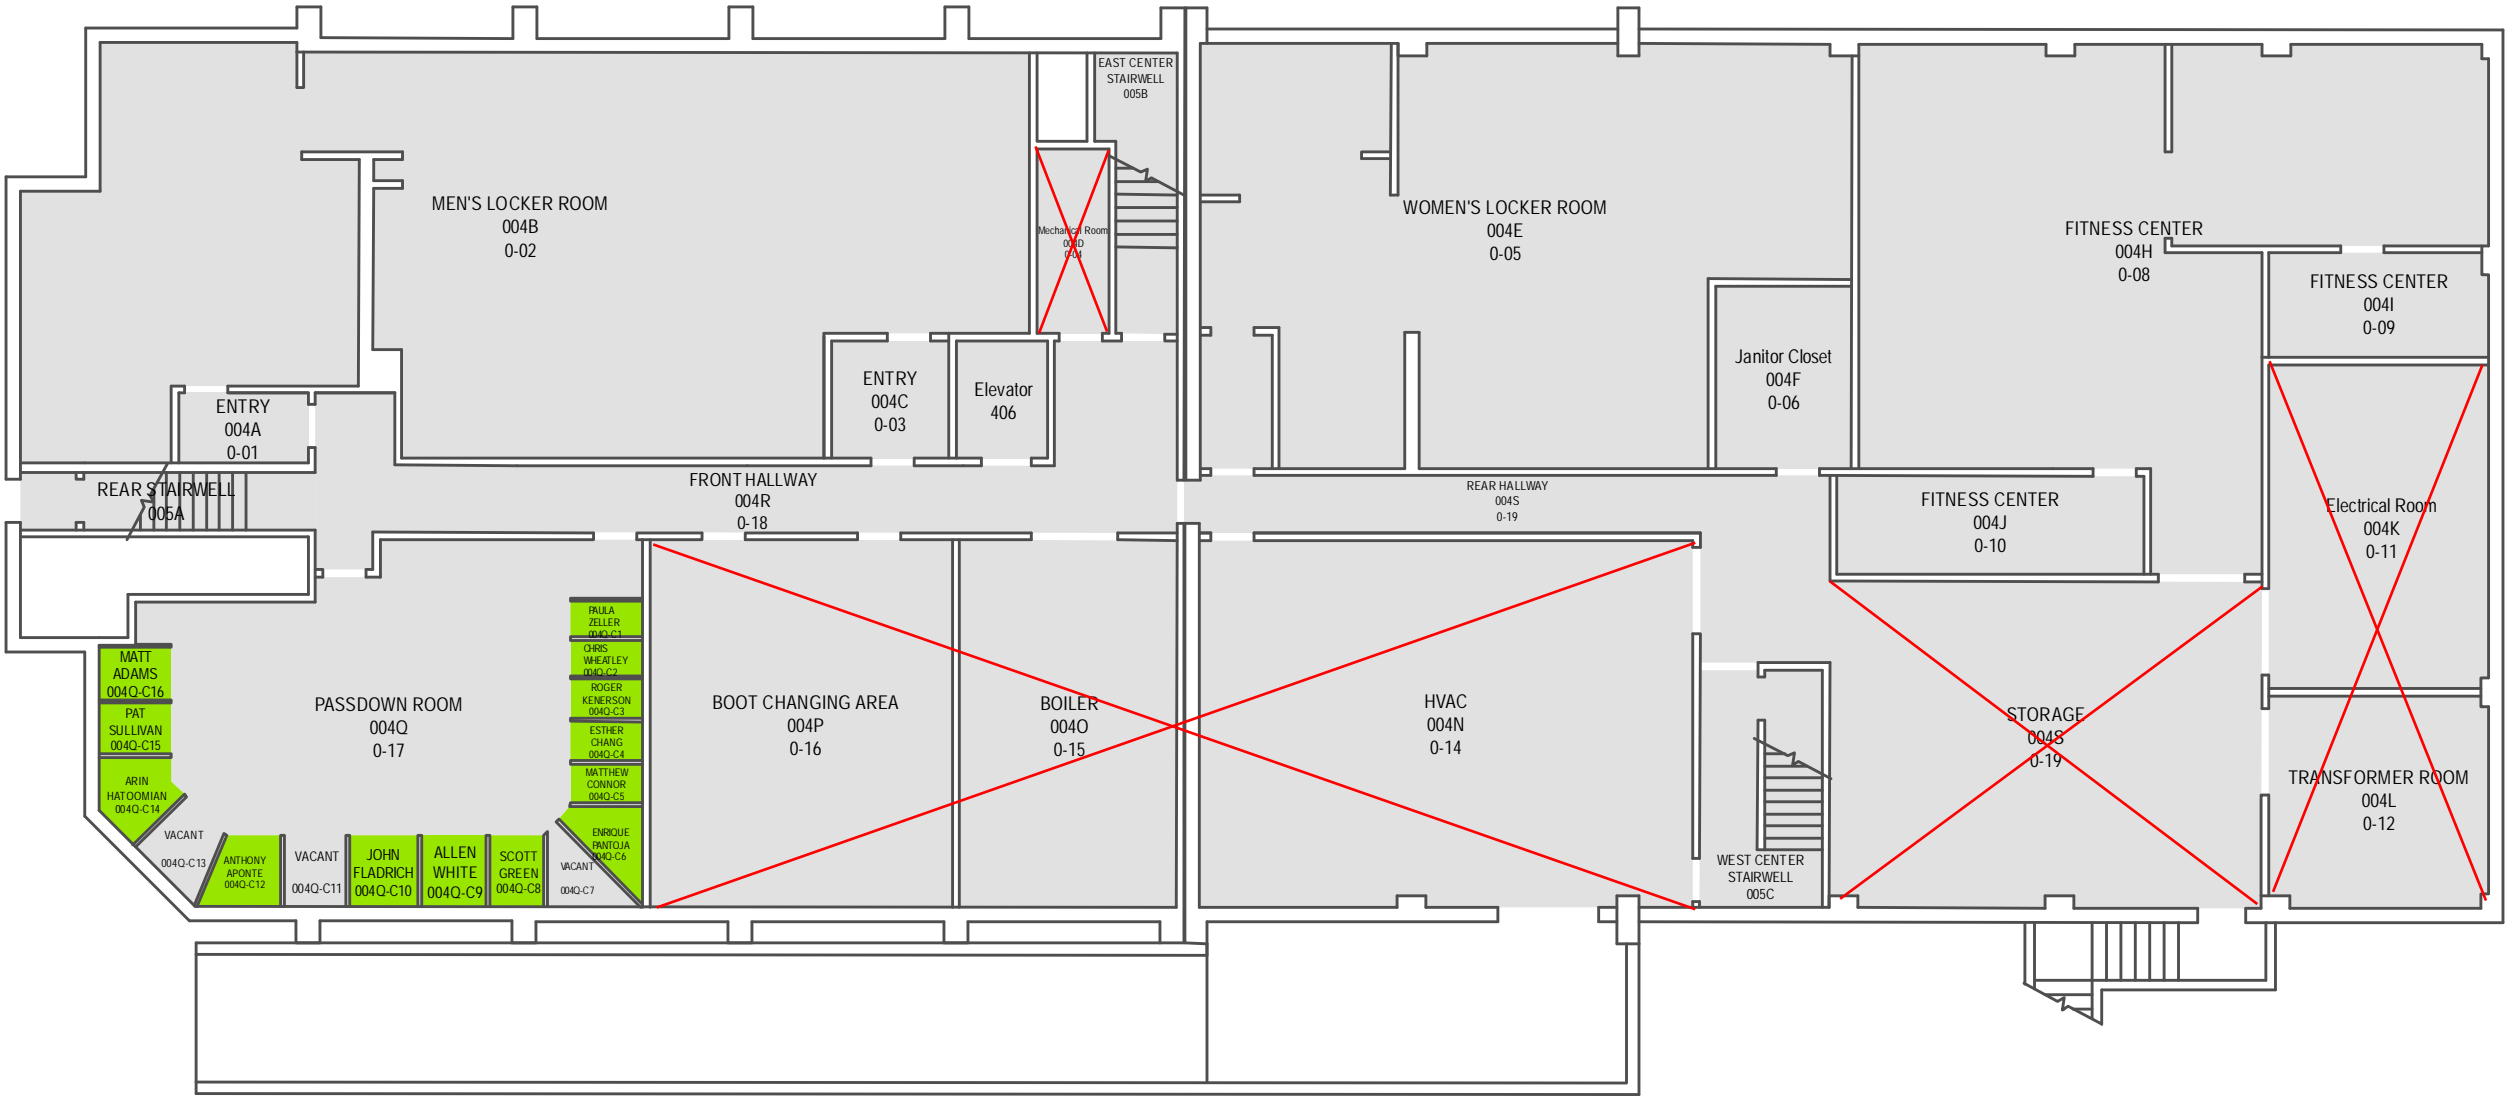 EAST CENTER
STAIRWELL
005B
MEN'S LOCKER ROOM
004B
0-02
Mechanical Room
004D
0-04
WOMEN'S LOCKER ROOM
004E
0-05
FITNESS CENTER
004H
0-08
FITNESS CENTER
004I
0-09
Janitor Closet
004F
0-06
ENTRY
004C
0-03
Elevator
406
ENTRY
004A
0-01
REAR STAIRWELL
005A
FRONT HALLWAY
004R
0-18
REAR HALLWAY
004S
0-19
FITNESS CENTER
004J
0-10
Electrical Room
004K
0-11
PAULA
ZELLER
004Q-C1
CHRIS
WHEATLEY
004Q-C2
ROGER
KENERSON
004Q-C3
ESTHER
CHANG
004Q-C4
MATTHEW
CONNOR
004Q-C5
ENRIQUE
PANTOJA
004Q-C6
VACANT
004Q-C7
SCOTT
GREEN
004Q-C8
ALLEN
WHITE
004Q-C9
JOHN
FLADRICH
004Q-C10
VACANT
004Q-C11
ANTHONY
APONTE
004Q-C12
VACANT
004Q-C13
ARIN
HATOOMIAN
004Q-C14
PAT
SULLIVAN
004Q-C15
MATT
ADAMS
004Q-C16
PASSDOWN ROOM
004Q
0-17
BOOT CHANGING AREA
004P
0-16
BOILER
004O
0-15
HVAC
004N
0-14
WEST CENTER
STAIRWELL
005C
STORAGE
004S
0-19
TRANSFORMER ROOM
004L
0-12